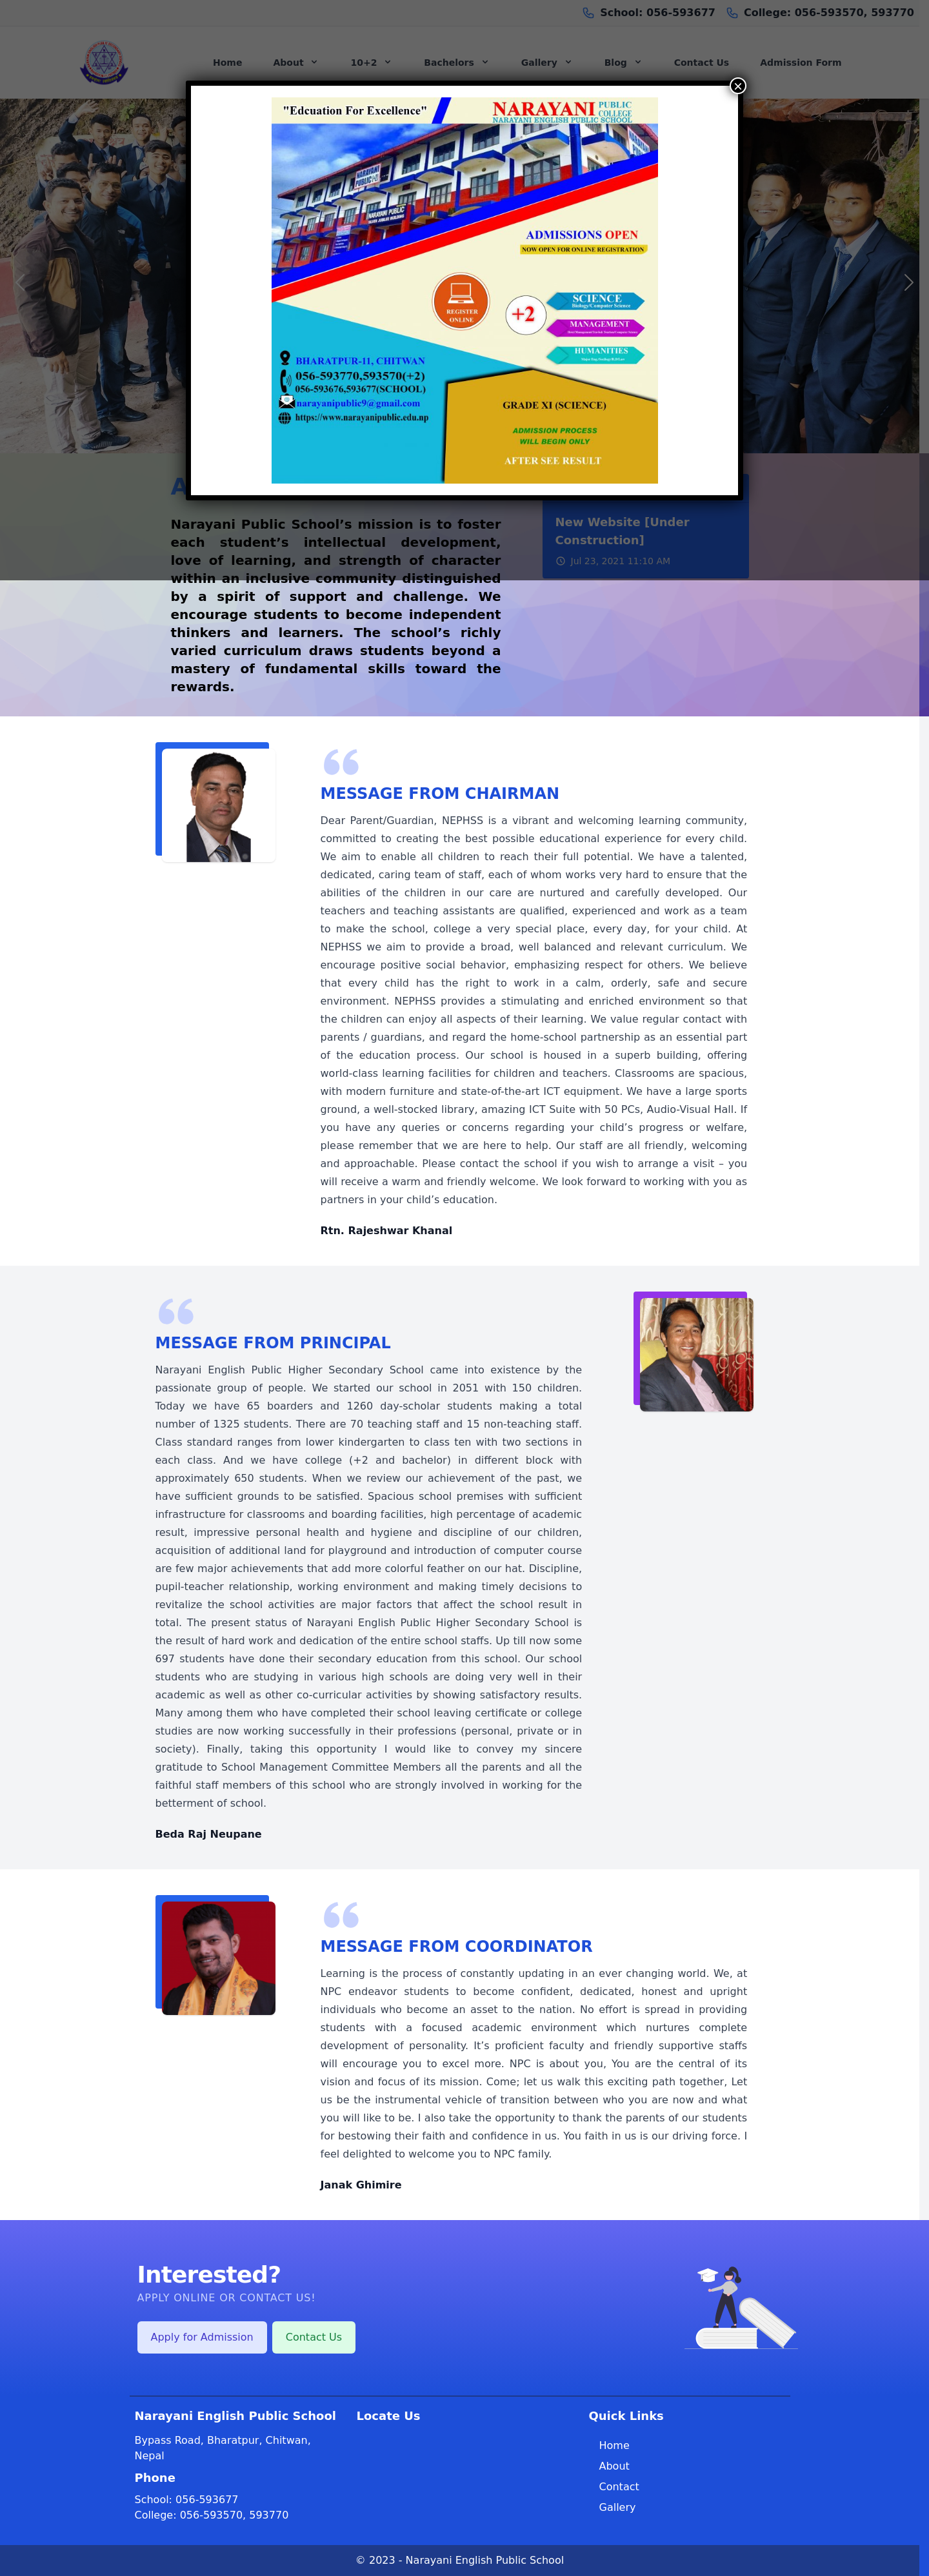 School: 056-593677 College: 056-593570, 593770
Home About 10+2 Bachelors Gallery Blog Contact Us Admission Form
"Edcuation For Excellence"
NARAYANI PUBLIC COLLEGE
NARAYANI ENGLISH PUBLIC SCHOOL
NARAYANI PUBLIC
ADMISSIONS OPEN
NOW OPEN FOR ONLINE REGISTRATION
REGISTER
ONLINE
+2
SCIENCE
Biology/Computer Science
MANAGEMENT
HUMANITIES
BHARATPUR-11, CHITWAN
056-593770,593570(+2)
056-593676,593677(SCHOOL)
narayanipublic9@gmail.com
https://www.narayanipublic.edu.np
GRADE XI (SCIENCE)
ADMISSION PROCESS
WILL BEGIN ONLY
AFTER SEE RESULT
Narayani Public School’s mission is to foster
each student’s intellectual development,
love of learning, and strength of character
within an inclusive community distinguished
by a spirit of support and challenge. We
encourage students to become independent
thinkers and learners. The school’s richly
varied curriculum draws students beyond a
mastery of fundamental skills toward the
rewards.
New Website [Under
Construction]
Jul 23, 2021 11:10 AM
MESSAGE FROM CHAIRMAN
Dear Parent/Guardian, NEPHSS is a vibrant and welcoming learning community,
committed to creating the best possible educational experience for every child.
We aim to enable all children to reach their full potential. We have a talented,
dedicated, caring team of staff, each of whom works very hard to ensure that the
abilities of the children in our care are nurtured and carefully developed. Our
teachers and teaching assistants are qualified, experienced and work as a team
to make the school, college a very special place, every day, for your child. At
NEPHSS we aim to provide a broad, well balanced and relevant curriculum. We
encourage positive social behavior, emphasizing respect for others. We believe
that every child has the right to work in a calm, orderly, safe and secure
environment. NEPHSS provides a stimulating and enriched environment so that
the children can enjoy all aspects of their learning. We value regular contact with
parents / guardians, and regard the home-school partnership as an essential part
of the education process. Our school is housed in a superb building, offering
world-class learning facilities for children and teachers. Classrooms are spacious,
with modern furniture and state-of-the-art ICT equipment. We have a large sports
ground, a well-stocked library, amazing ICT Suite with 50 PCs, Audio-Visual Hall. If
you have any queries or concerns regarding your child’s progress or welfare,
please remember that we are here to help. Our staff are all friendly, welcoming
and approachable. Please contact the school if you wish to arrange a visit – you
will receive a warm and friendly welcome. We look forward to working with you as
partners in your child’s education.
Rtn. Rajeshwar Khanal
MESSAGE FROM PRINCIPAL
Narayani English Public Higher Secondary School came into existence by the
passionate group of people. We started our school in 2051 with 150 children.
Today we have 65 boarders and 1260 day-scholar students making a total
number of 1325 students. There are 70 teaching staff and 15 non-teaching staff.
Class standard ranges from lower kindergarten to class ten with two sections in
each class. And we have college (+2 and bachelor) in different block with
approximately 650 students. When we review our achievement of the past, we
have sufficient grounds to be satisfied. Spacious school premises with sufficient
infrastructure for classrooms and boarding facilities, high percentage of academic
result, impressive personal health and hygiene and discipline of our children,
acquisition of additional land for playground and introduction of computer course
are few major achievements that add more colorful feather on our hat. Discipline,
pupil-teacher relationship, working environment and making timely decisions to
revitalize the school activities are major factors that affect the school result in
total. The present status of Narayani English Public Higher Secondary School is
the result of hard work and dedication of the entire school staffs. Up till now some
697 students have done their secondary education from this school. Our school
students who are studying in various high schools are doing very well in their
academic as well as other co-curricular activities by showing satisfactory results.
Many among them who have completed their school leaving certificate or college
studies are now working successfully in their professions (personal, private or in
society). Finally, taking this opportunity I would like to convey my sincere
gratitude to School Management Committee Members all the parents and all the
faithful staff members of this school who are strongly involved in working for the
betterment of school.
Beda Raj Neupane
MESSAGE FROM COORDINATOR
Learning is the process of constantly updating in an ever changing world. We, at
NPC endeavor students to become confident, dedicated, honest and upright
individuals who become an asset to the nation. No effort is spread in providing
students with a focused academic environment which nurtures complete
development of personality. It’s proficient faculty and friendly supportive staffs
will encourage you to excel more. NPC is about you, You are the central of its
vision and focus of its mission. Come; let us walk this exciting path together, Let
us be the instrumental vehicle of transition between who you are now and what
you will like to be. I also take the opportunity to thank the parents of our students
for bestowing their faith and confidence in us. You faith in us is our driving force. I
feel delighted to welcome you to NPC family.
Janak Ghimire
Interested?
APPLY ONLINE OR CONTACT US!
Apply for Admission Contact Us
Narayani English Public School
Bypass Road, Bharatpur, Chitwan,
Nepal
Phone
School: 056-593677
College: 056-593570, 593770
Locate Us
Quick Links
Home
About
Contact
Gallery
© 2023 - Narayani English Public School